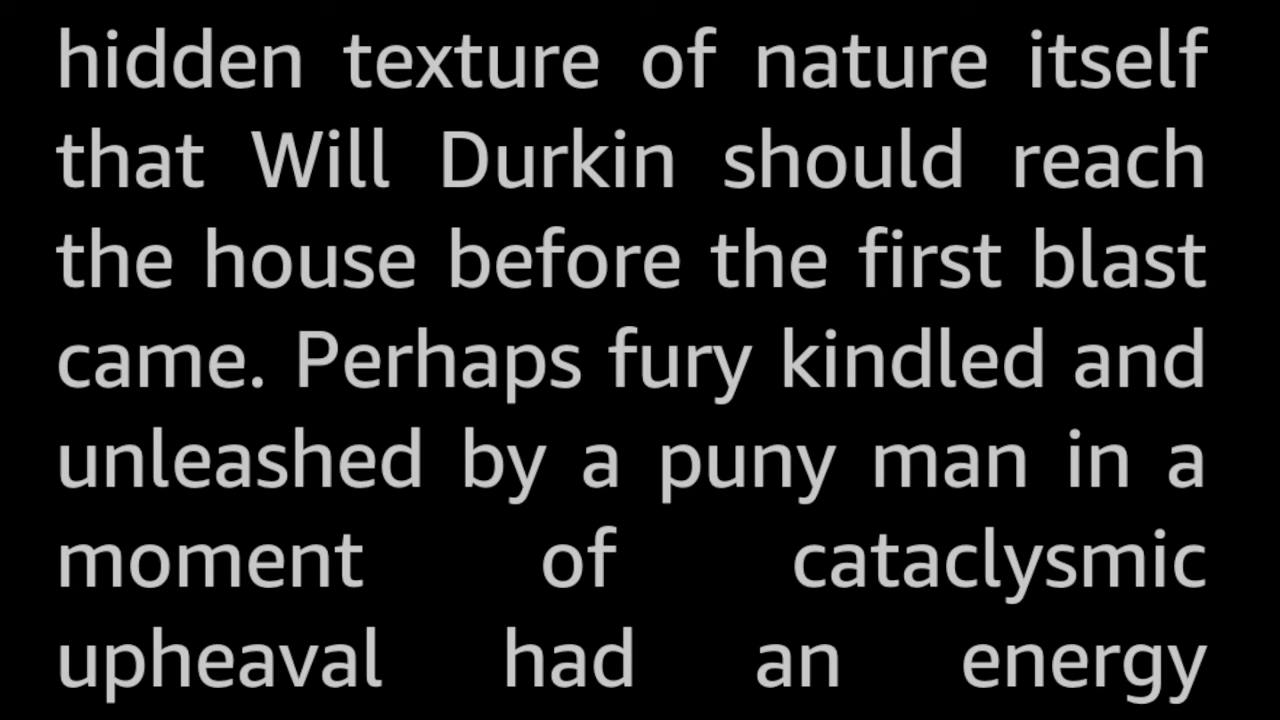 hidden texture of nature itself
that Will Durkin should reach
the house before the first blast
came. Perhaps fury kindled and
unleashed by a puny man in a
moment of cataclysmic
upheaval had an energy